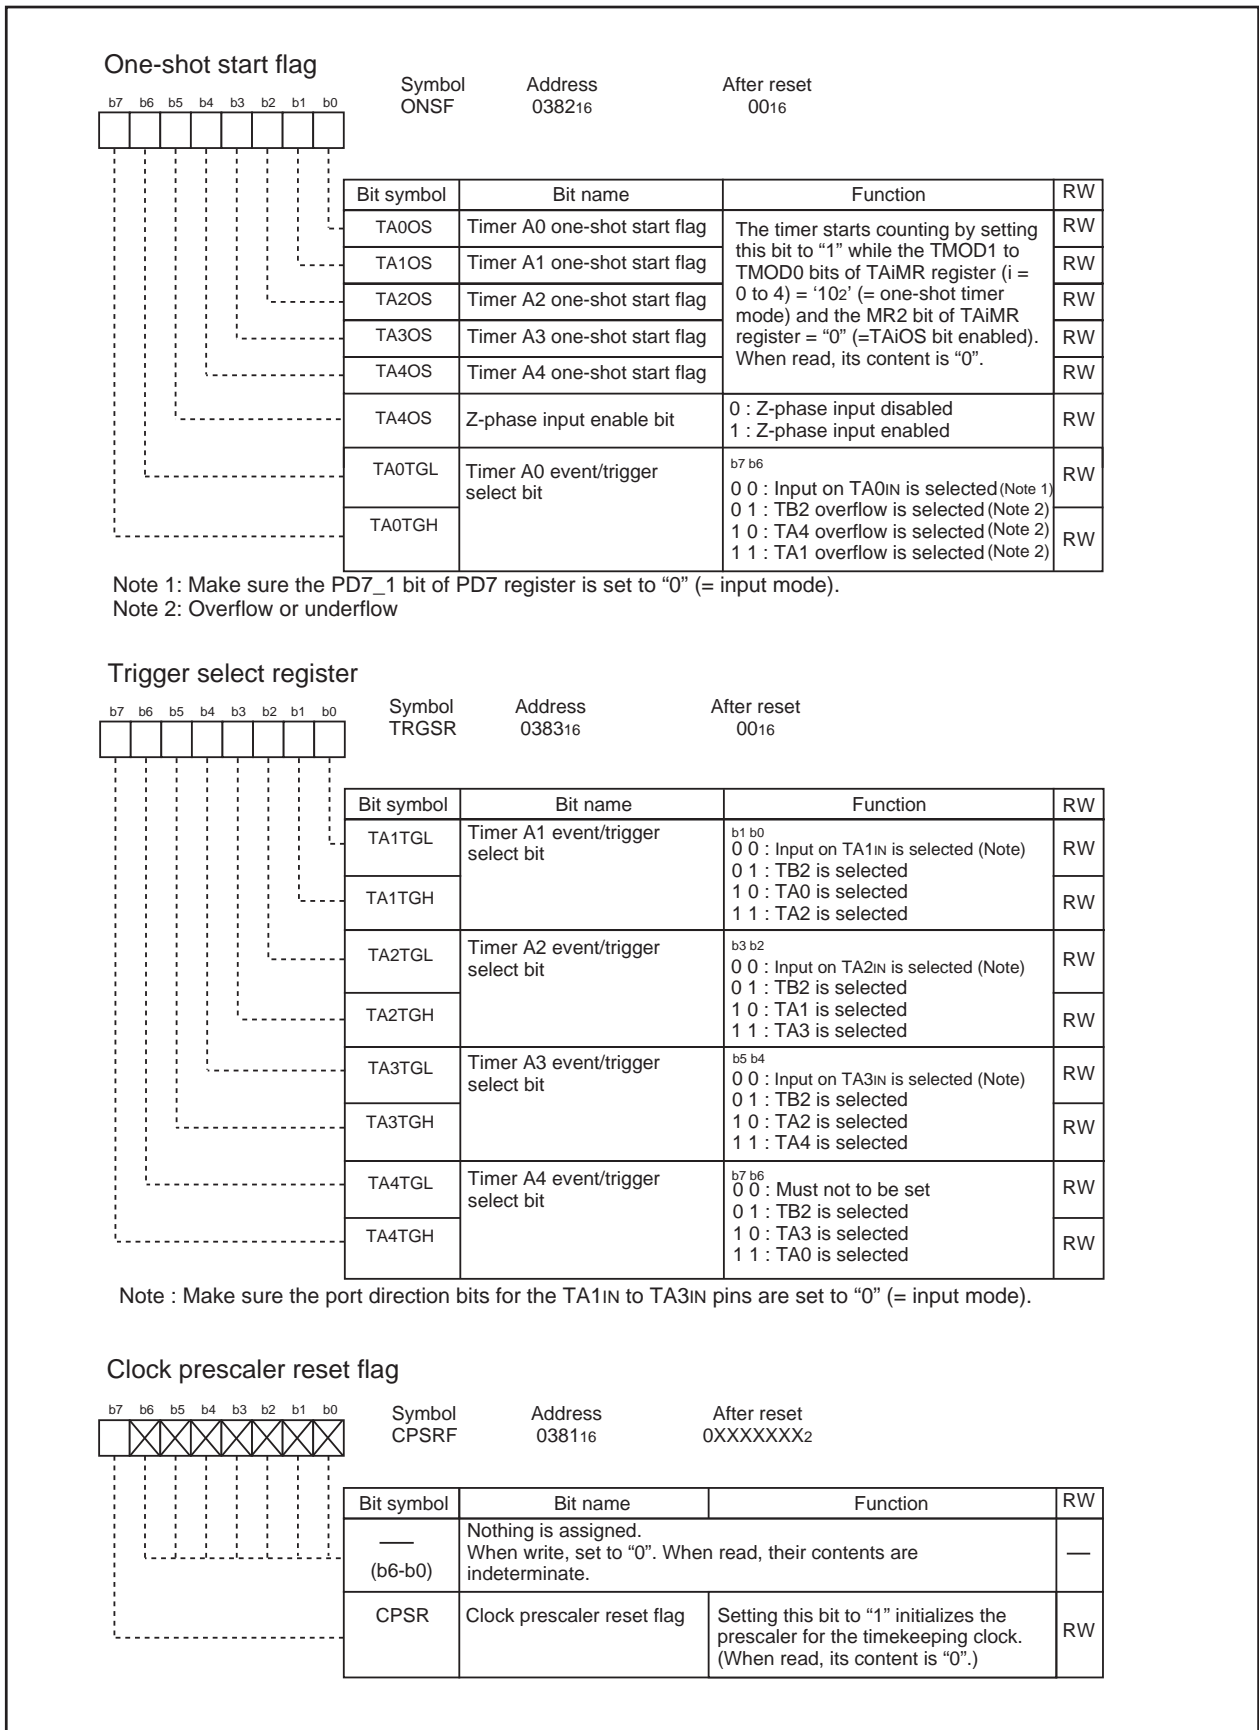 One-shot start flag
Symbol Address After reset
b7 b6 b5 b4 b3 b2 b1 b0
ONSF 038216 0016
Bit symbol Bit name Function RW
TA0OS Timer A0 one-shot start flag RW
TA1OS Timer A1 one-shot start flag RW
TA2OS Timer A2 one-shot start flag RW
TA3OS Timer A3 one-shot start flag RW
TA4OS Timer A4 one-shot start flag RW
The timer starts counting by setting
this bit to “1” while the TMOD1 to
TMOD0 bits of TAiMR register (i =
0 to 4) = ‘102’ (= one-shot timer
mode) and the MR2 bit of TAiMR
register = “0” (=TAiOS bit enabled).
When read, its content is “0”.
TA4OS Z-phase input enable bit RW
0 : Z-phase input disabled
1 : Z-phase input enabled
TA0TGL Timer A0 event/trigger RW
select bit
TA0TGH RW
b7 b6
0 0 : Input on TA0IN is selected (Note 1)
0 1 : TB2 overflow is selected (Note 2)
1 0 : TA4 overflow is selected (Note 2)
1 1 : TA1 overflow is selected (Note 2)
Note 1: Make sure the PD7_1 bit of PD7 register is set to “0” (= input mode).
Note 2: Overflow or underflow
Trigger select register
Symbol Address After reset
b7 b6 b5 b4 b3 b2 b1 b0
TRGSR 038316 0016
Bit symbol Bit name Function RW
TA1TGL Timer A1 event/trigger RW
select bit
TA1TGH RW
b1 b0
0 0 : Input on TA1IN is selected (Note)
0 1 : TB2 is selected
1 0 : TA0 is selected
1 1 : TA2 is selected
TA2TGL Timer A2 event/trigger RW
select bit
TA2TGH RW
b3 b2
0 0 : Input on TA2IN is selected (Note)
0 1 : TB2 is selected
1 0 : TA1 is selected
1 1 : TA3 is selected
TA3TGL Timer A3 event/trigger RW
select bit
TA3TGH RW
b5 b4
0 0 : Input on TA3IN is selected (Note)
0 1 : TB2 is selected
1 0 : TA2 is selected
1 1 : TA4 is selected
TA4TGL Timer A4 event/trigger RW
select bit
TA4TGH RW
b7 b6
0 0 : Must not to be set
0 1 : TB2 is selected
1 0 : TA3 is selected
1 1 : TA0 is selected
Note : Make sure the port direction bits for the TA1IN to TA3IN pins are set to “0” (= input mode).
Clock prescaler reset flag
b7 b6 b5 b4 b3 b2 b1 b0 Symbol Address After reset
CPSRF 038116 0XXXXXXX2
Bit symbol Bit name Function RW
— (b6-b0) —
Nothing is assigned.
When write, set to “0”. When read, their contents are
indeterminate.
CPSR Clock prescaler reset flag RW
Setting this bit to “1” initializes the
prescaler for the timekeeping clock.
(When read, its content is “0”.)